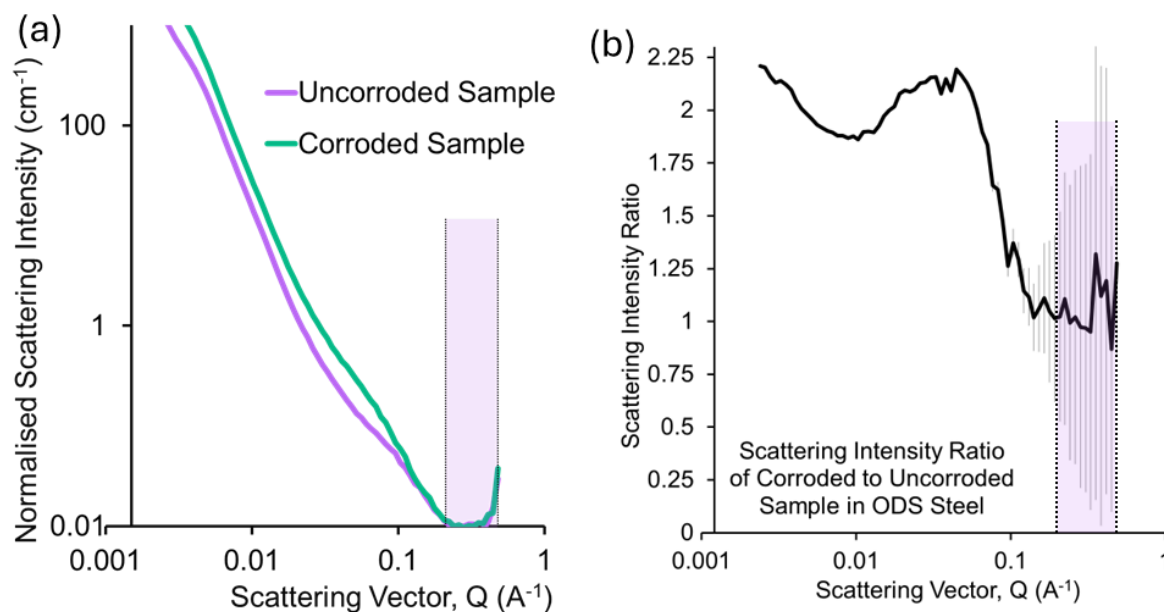 (a)
Normalised Scattering Intensity (cm⁻¹)
100
1
0.01
Uncorroded Sample
Corroded Sample
0.001
0.01
0.1
1
Scattering Vector, Q (A⁻¹)
(b)
Scattering Intensity Ratio
2.25
2
1.75
1.5
1.25
1
0.75
0.5
0.25
0
Scattering Intensity Ratio
of Corroded to Uncorroded
Sample in ODS Steel
0.001
0.01
0.1
1
Scattering Vector, Q (A⁻¹)